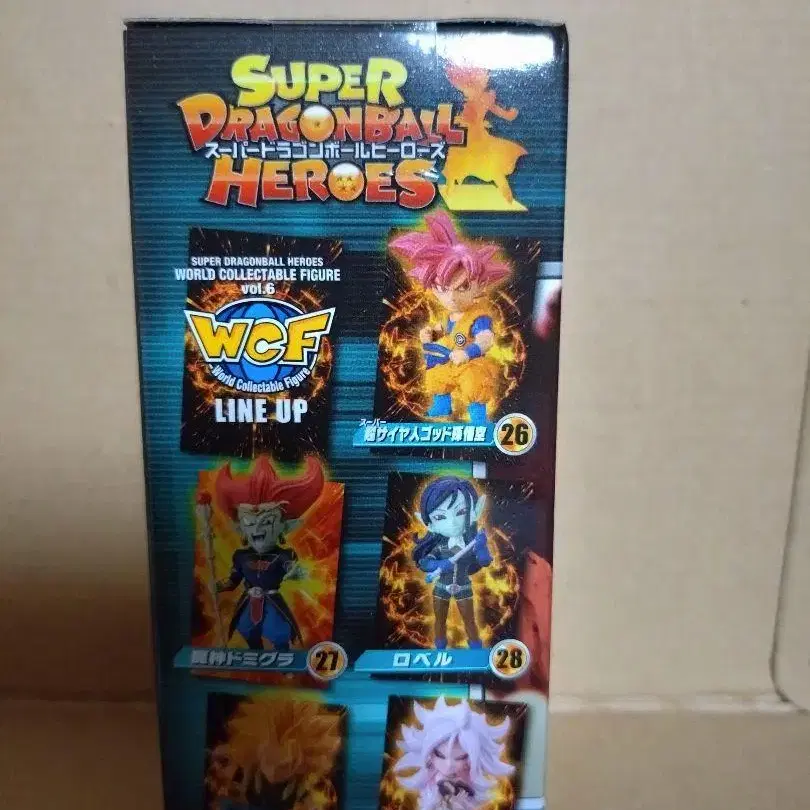 SUPER
DRAGONBALL
スーパードラゴンボールヒーローズ
HEROES
SUPER DRAGONBALL HEROES
WORLD COLLECTABLE FIGURE
vol.6
WCF
World Collectable Figure
LINE UP
スーパー
超サイヤ人ゴッド孫悟空 26
魔神ドミグラ 27
ロベル 28